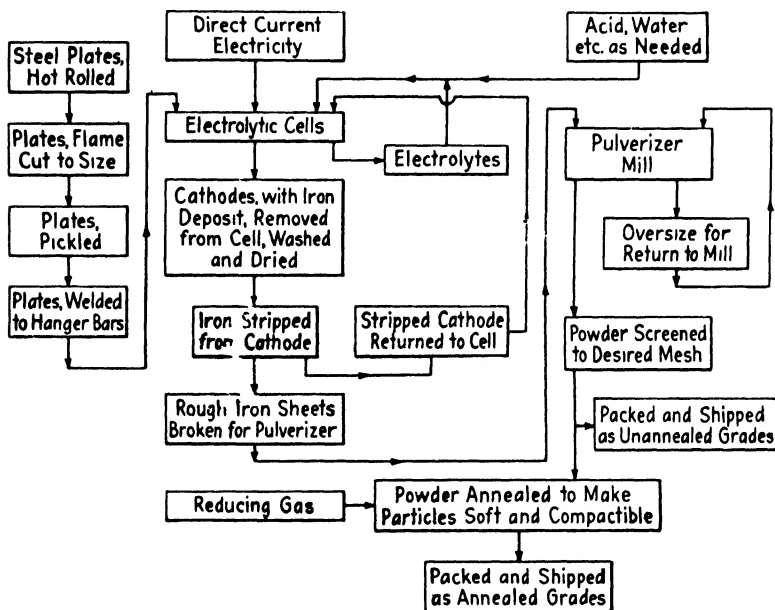 Direct Current
Electricity
Acid, Water
etc. as Needed
Steel Plates,
Hot Rolled
Plates, Flame
Cut to Size
Plates,
Pickled
Plates, Welded
to Hanger Bars
Electrolytic Cells
Electrolytes
Cathodes, with Iron
Deposit, Removed
from Cell, Washed
and Dried
Iron Stripped
from Cathode
Stripped Cathode
Returned to Cell
Rough Iron Sheets
Broken for Pulverizer
Pulverizer
Mill
Oversize for
Return to Mill
Powder Screened
to Desired Mesh
Packed and Shipped
as Unannealed Grades
Reducing Gas
Powder Annealed to Make
Particles Soft and Compactible
Packed and Shipped
as Annealed Grades